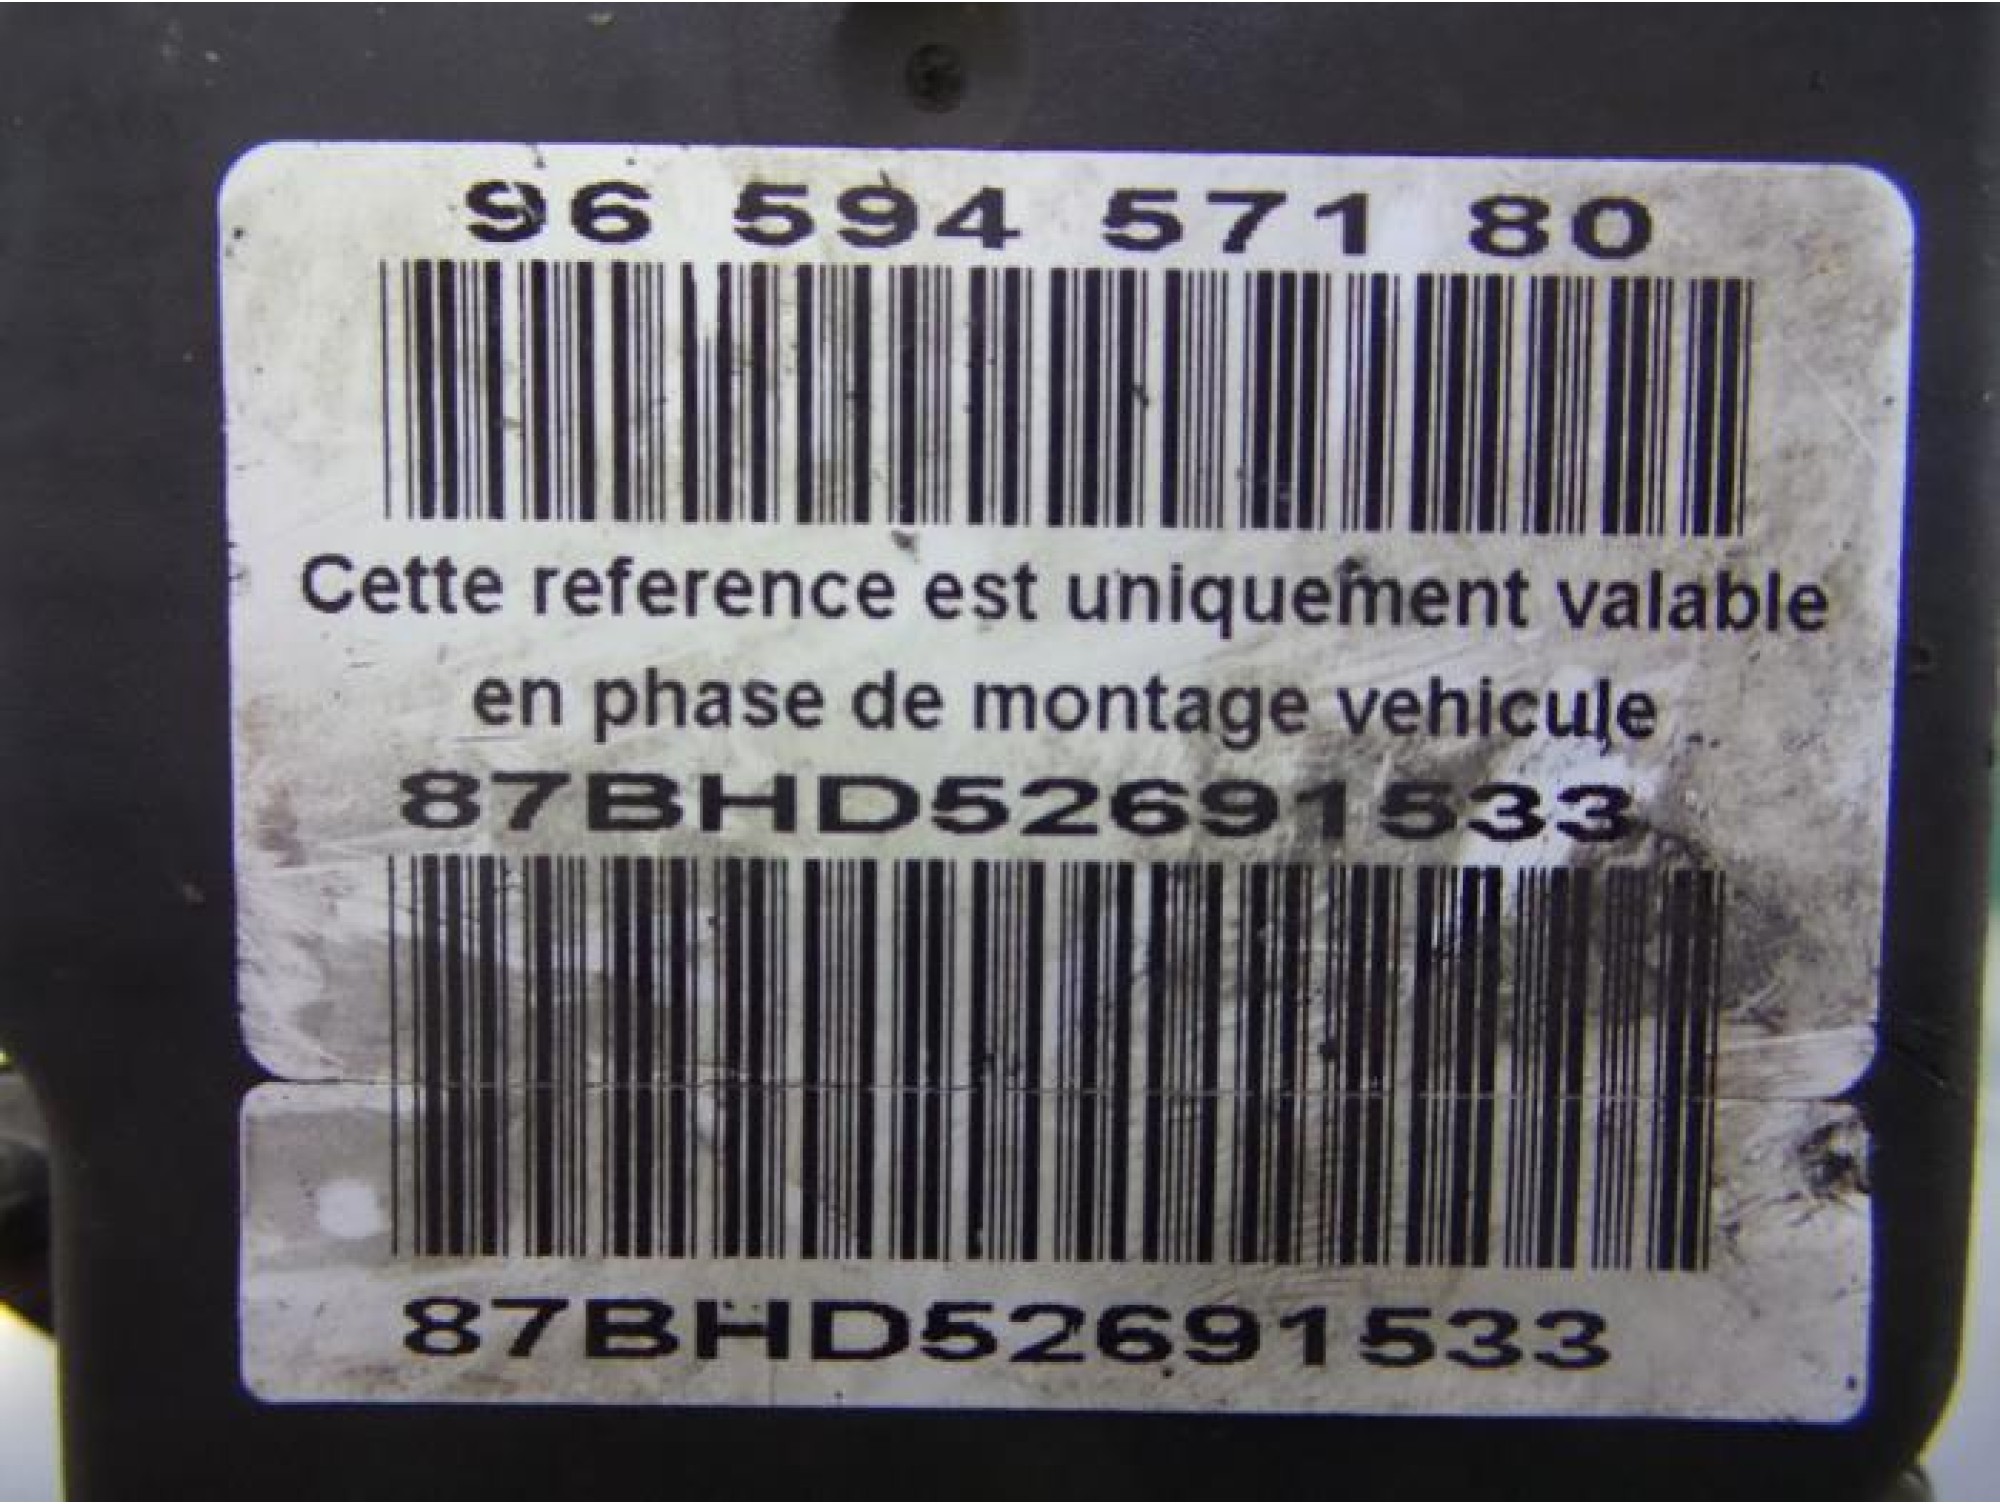 96 594 571 80
Cette reference est uniquement valable
en phase de montage vehicule
87BHD52691533
87BHD52691533